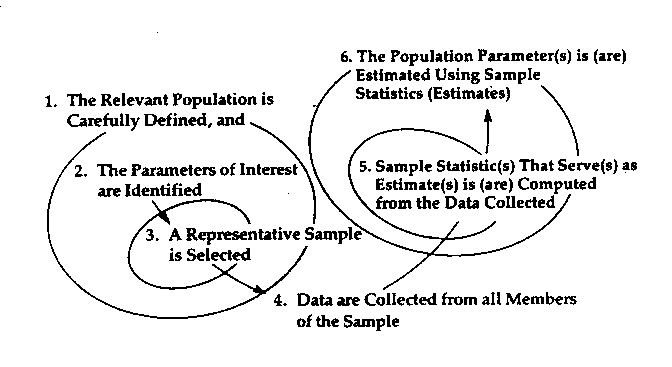 1. The Relevant Population is
Carefully Defined, and
2. The Parameters of Interest
are Identified
3. A Representative Sample
is Selected
4. Data are Collected from all Members
of the Sample
5. Sample Statistic(s) That Serve(s) as
Estimate(s) is (are) Computed
from the Data Collected
6. The Population Parameter(s) is (are)
Estimated Using Sample
Statistics (Estimates)